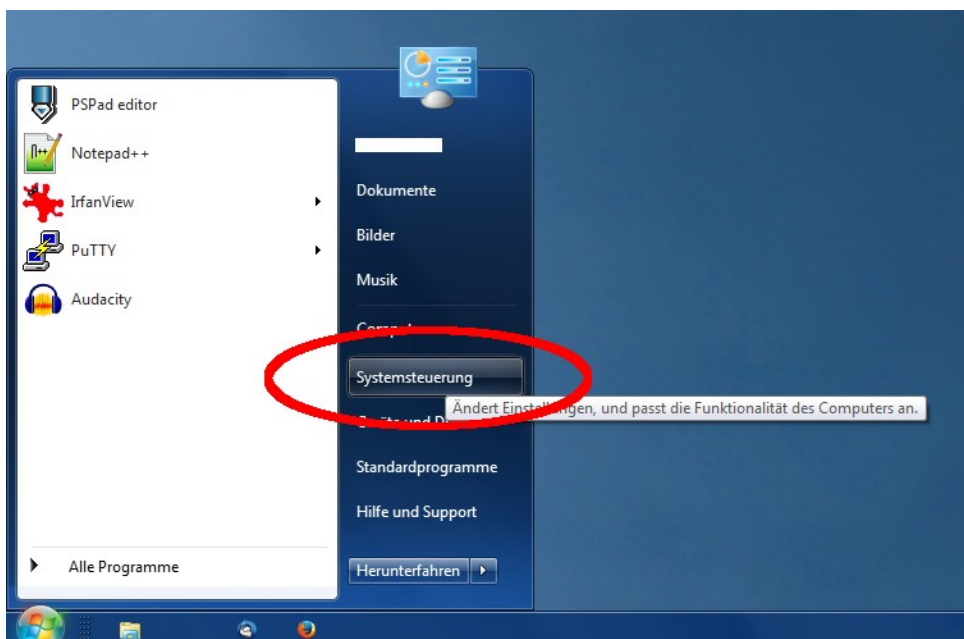 PSPad editor
Notepad++
IrfanView
PuTTY
Audacity
Alle Programme
Dokumente
Bilder
Musik
Systemsteuerung
Ändert Einstellungen, und passt die Funktionalität des Computers an.
und
Standardprogramme
Hilfe und Support
Herunterfahren